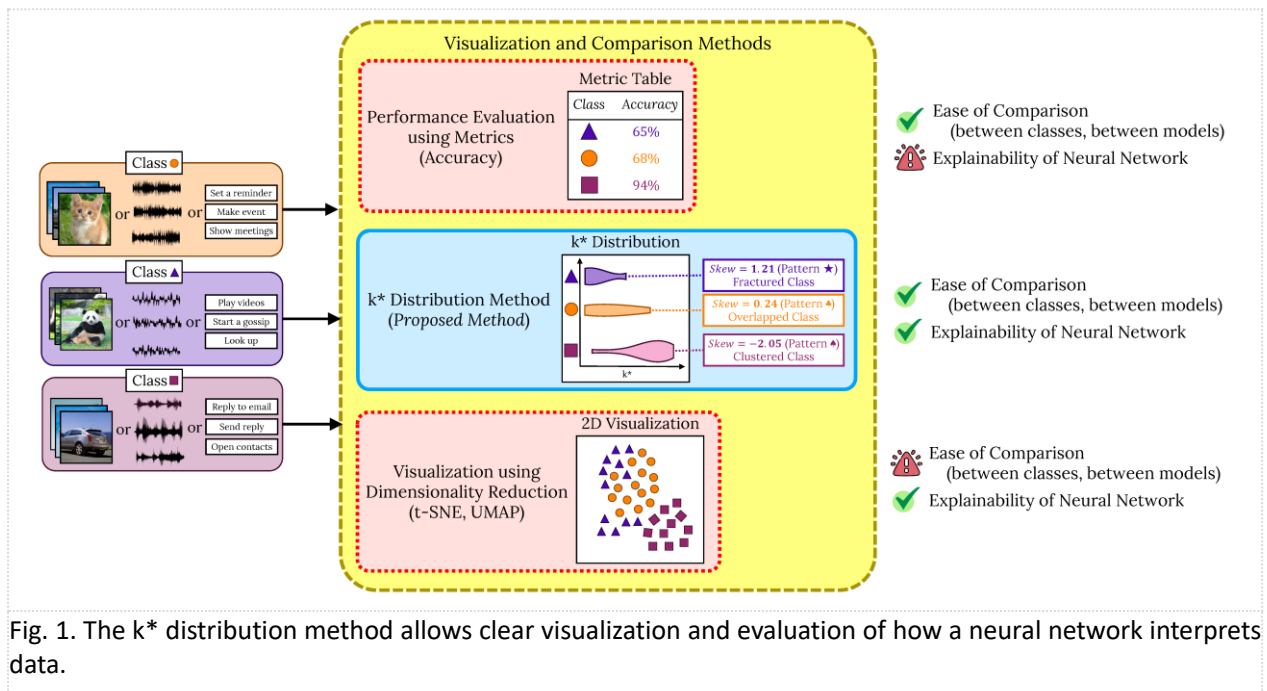 Visualization and Comparison Methods
Performance Evaluation
using Metrics
(Accuracy)
Metric Table
Class Accuracy
65%
68%
94%
Ease of Comparison
(between classes, between models)
Explainability of Neural Network
Class
or
or
Set a reminder
Make event
Show meetings
Class
or
or
Play videos
Start a gossip
Look up
Class
or
or
Reply to email
Send reply
Open contacts
k* Distribution Method
(Proposed Method)
k* Distribution
k*
Skew = 1.21 (Pattern ★)
Fractured Class
Skew = 0.24 (Pattern ♠)
Overlapped Class
Skew = −2.05 (Pattern ♠)
Clustered Class
Ease of Comparison
(between classes, between models)
Explainability of Neural Network
Visualization using
Dimensionality Reduction
(t-SNE, UMAP)
2D Visualization
Ease of Comparison
(between classes, between models)
Explainability of Neural Network
Fig. 1. The k* distribution method allows clear visualization and evaluation of how a neural network interprets
data.